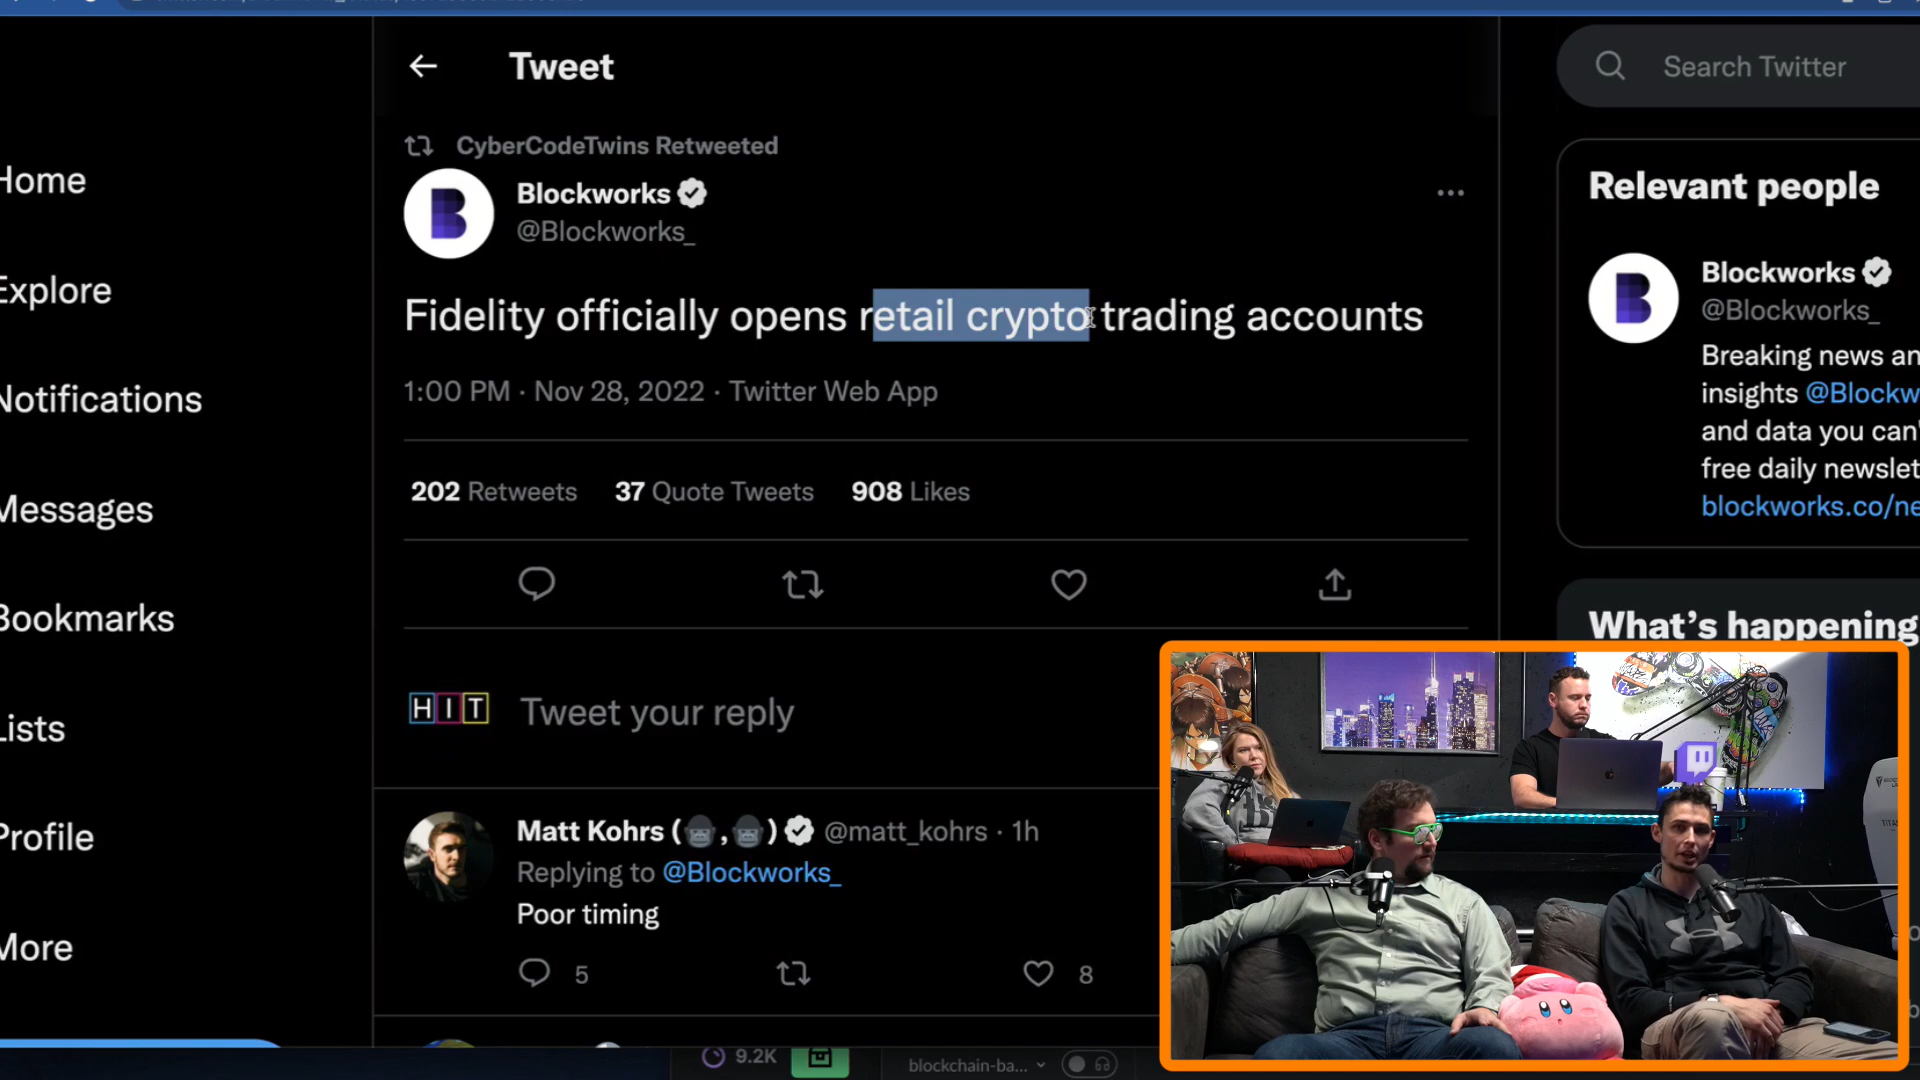 Tweet
Search Twitter
CyberCodeTwins Retweeted
Blockworks
@Blockworks_
Fidelity officially opens retail crypto trading accounts
1:00 PM · Nov 28, 2022 · Twitter Web App
202 Retweets 37 Quote Tweets 908 Likes
HIT
Tweet your reply
Matt Kohrs ( , ) @matt_kohrs · 1h
Replying to @Blockworks_
Poor timing
5
8
Home
Explore
Notifications
Messages
Bookmarks
Lists
Profile
More
Relevant people
Blockworks
@Blockworks_
Breaking news an
insights @Blockw
and data you can'
free daily newslet
blockworks.co/ne
What's happening
9.2K
blockchain-ba...